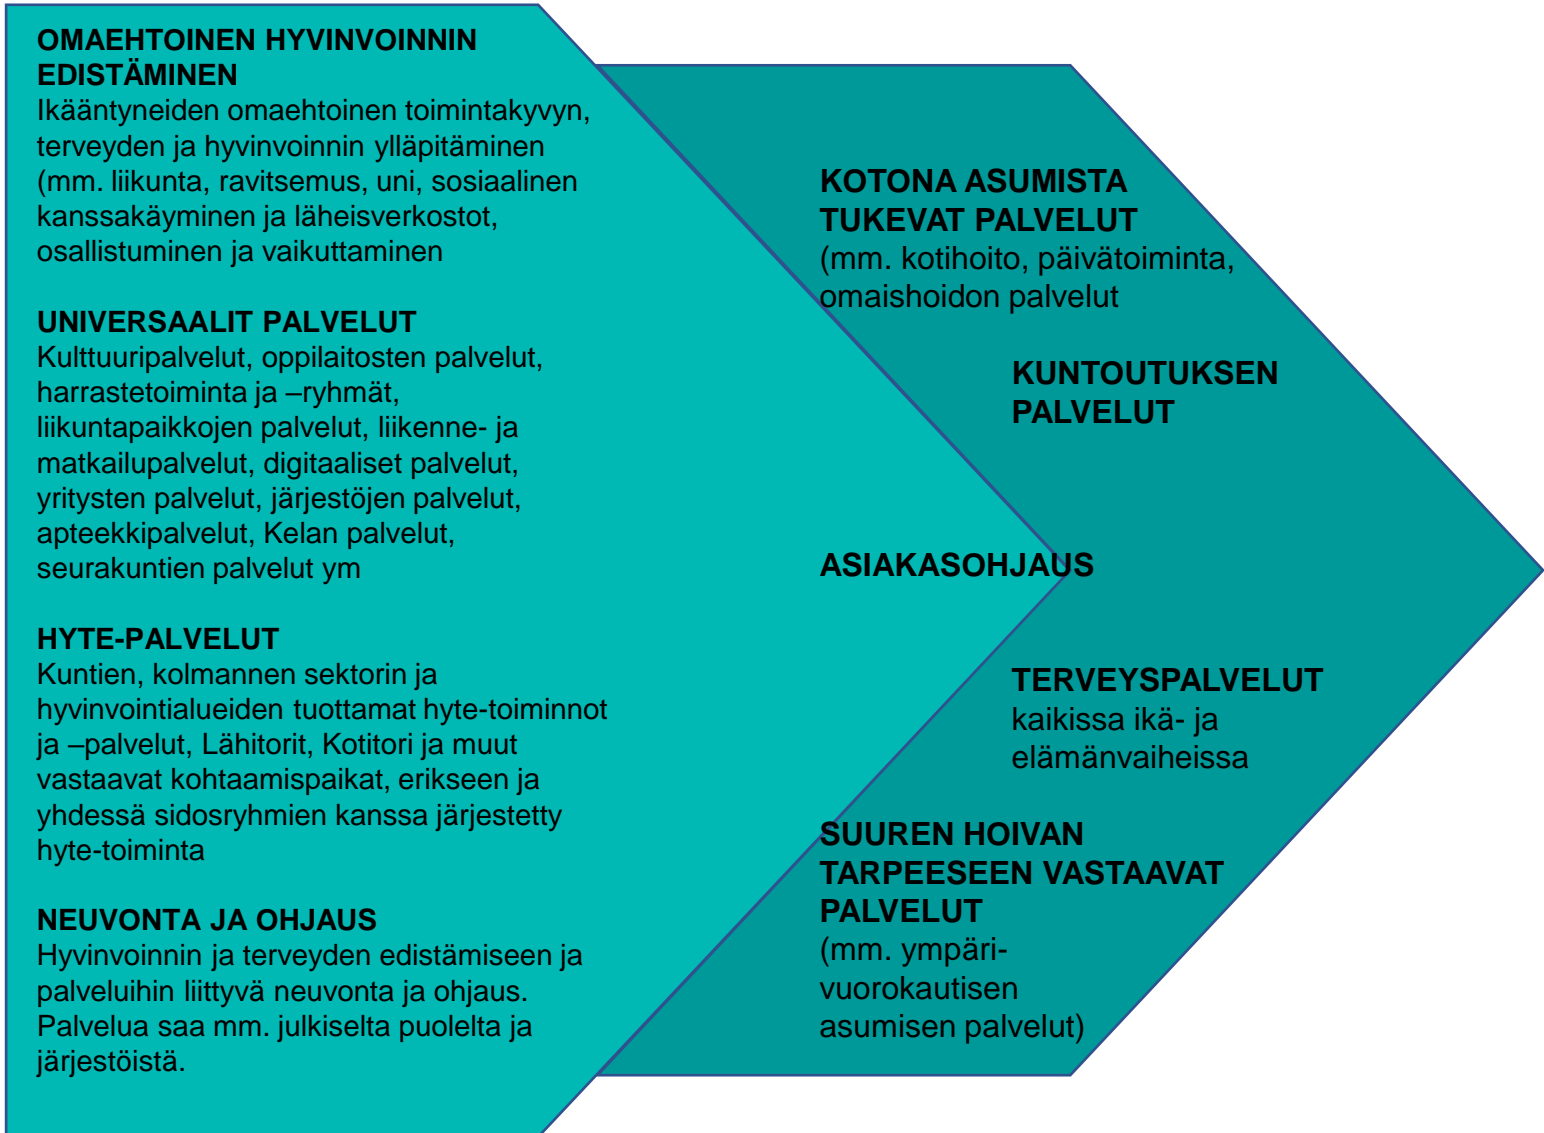 OMAEHTOINEN HYVINVOINNIN
EDISTÄMINEN
Ikääntyneiden omaehtoinen toimintakyvyn,
terveyden ja hyvinvoinnin ylläpitäminen
(mm. liikunta, ravitsemus, uni, sosiaalinen
kanssakäyminen ja läheisverkostot,
osallistuminen ja vaikuttaminen
UNIVERSAALIT PALVELUT
Kulttuuripalvelut, oppilaitosten palvelut,
harrastetoiminta ja –ryhmät,
liikuntapaikkojen palvelut, liikenne- ja
matkailupalvelut, digitaaliset palvelut,
yritysten palvelut, järjestöjen palvelut,
apteekkipalvelut, Kelan palvelut,
seurakuntien palvelut ym
HYTE-PALVELUT
Kuntien, kolmannen sektorin ja
hyvinvointialueiden tuottamat hyte-toiminnot
ja –palvelut, Lähitorit, Kotitori ja muut
vastaavat kohtaamispaikat, erikseen ja
yhdessä sidosryhmien kanssa järjestetty
hyte-toiminta
NEUVONTA JA OHJAUS
Hyvinvoinnin ja terveyden edistämiseen ja
palveluihin liittyvä neuvonta ja ohjaus.
Palvelua saa mm. julkiselta puolelta ja
järjestöistä.
KOTONA ASUMISTA
TUKEVAT PALVELUT
(mm. kotihoito, päivätoiminta,
omaishoidon palvelut
KUNTOUTUKSEN
PALVELUT
ASIAKASOHJAUS
TERVEYSPALVELUT
kaikissa ikä- ja
elämänvaiheissa
SUUREN HOIVAN
TARPEESEEN VASTAAVAT
PALVELUT
(mm. ympäri-
vuorokautisen
asumisen palvelut)